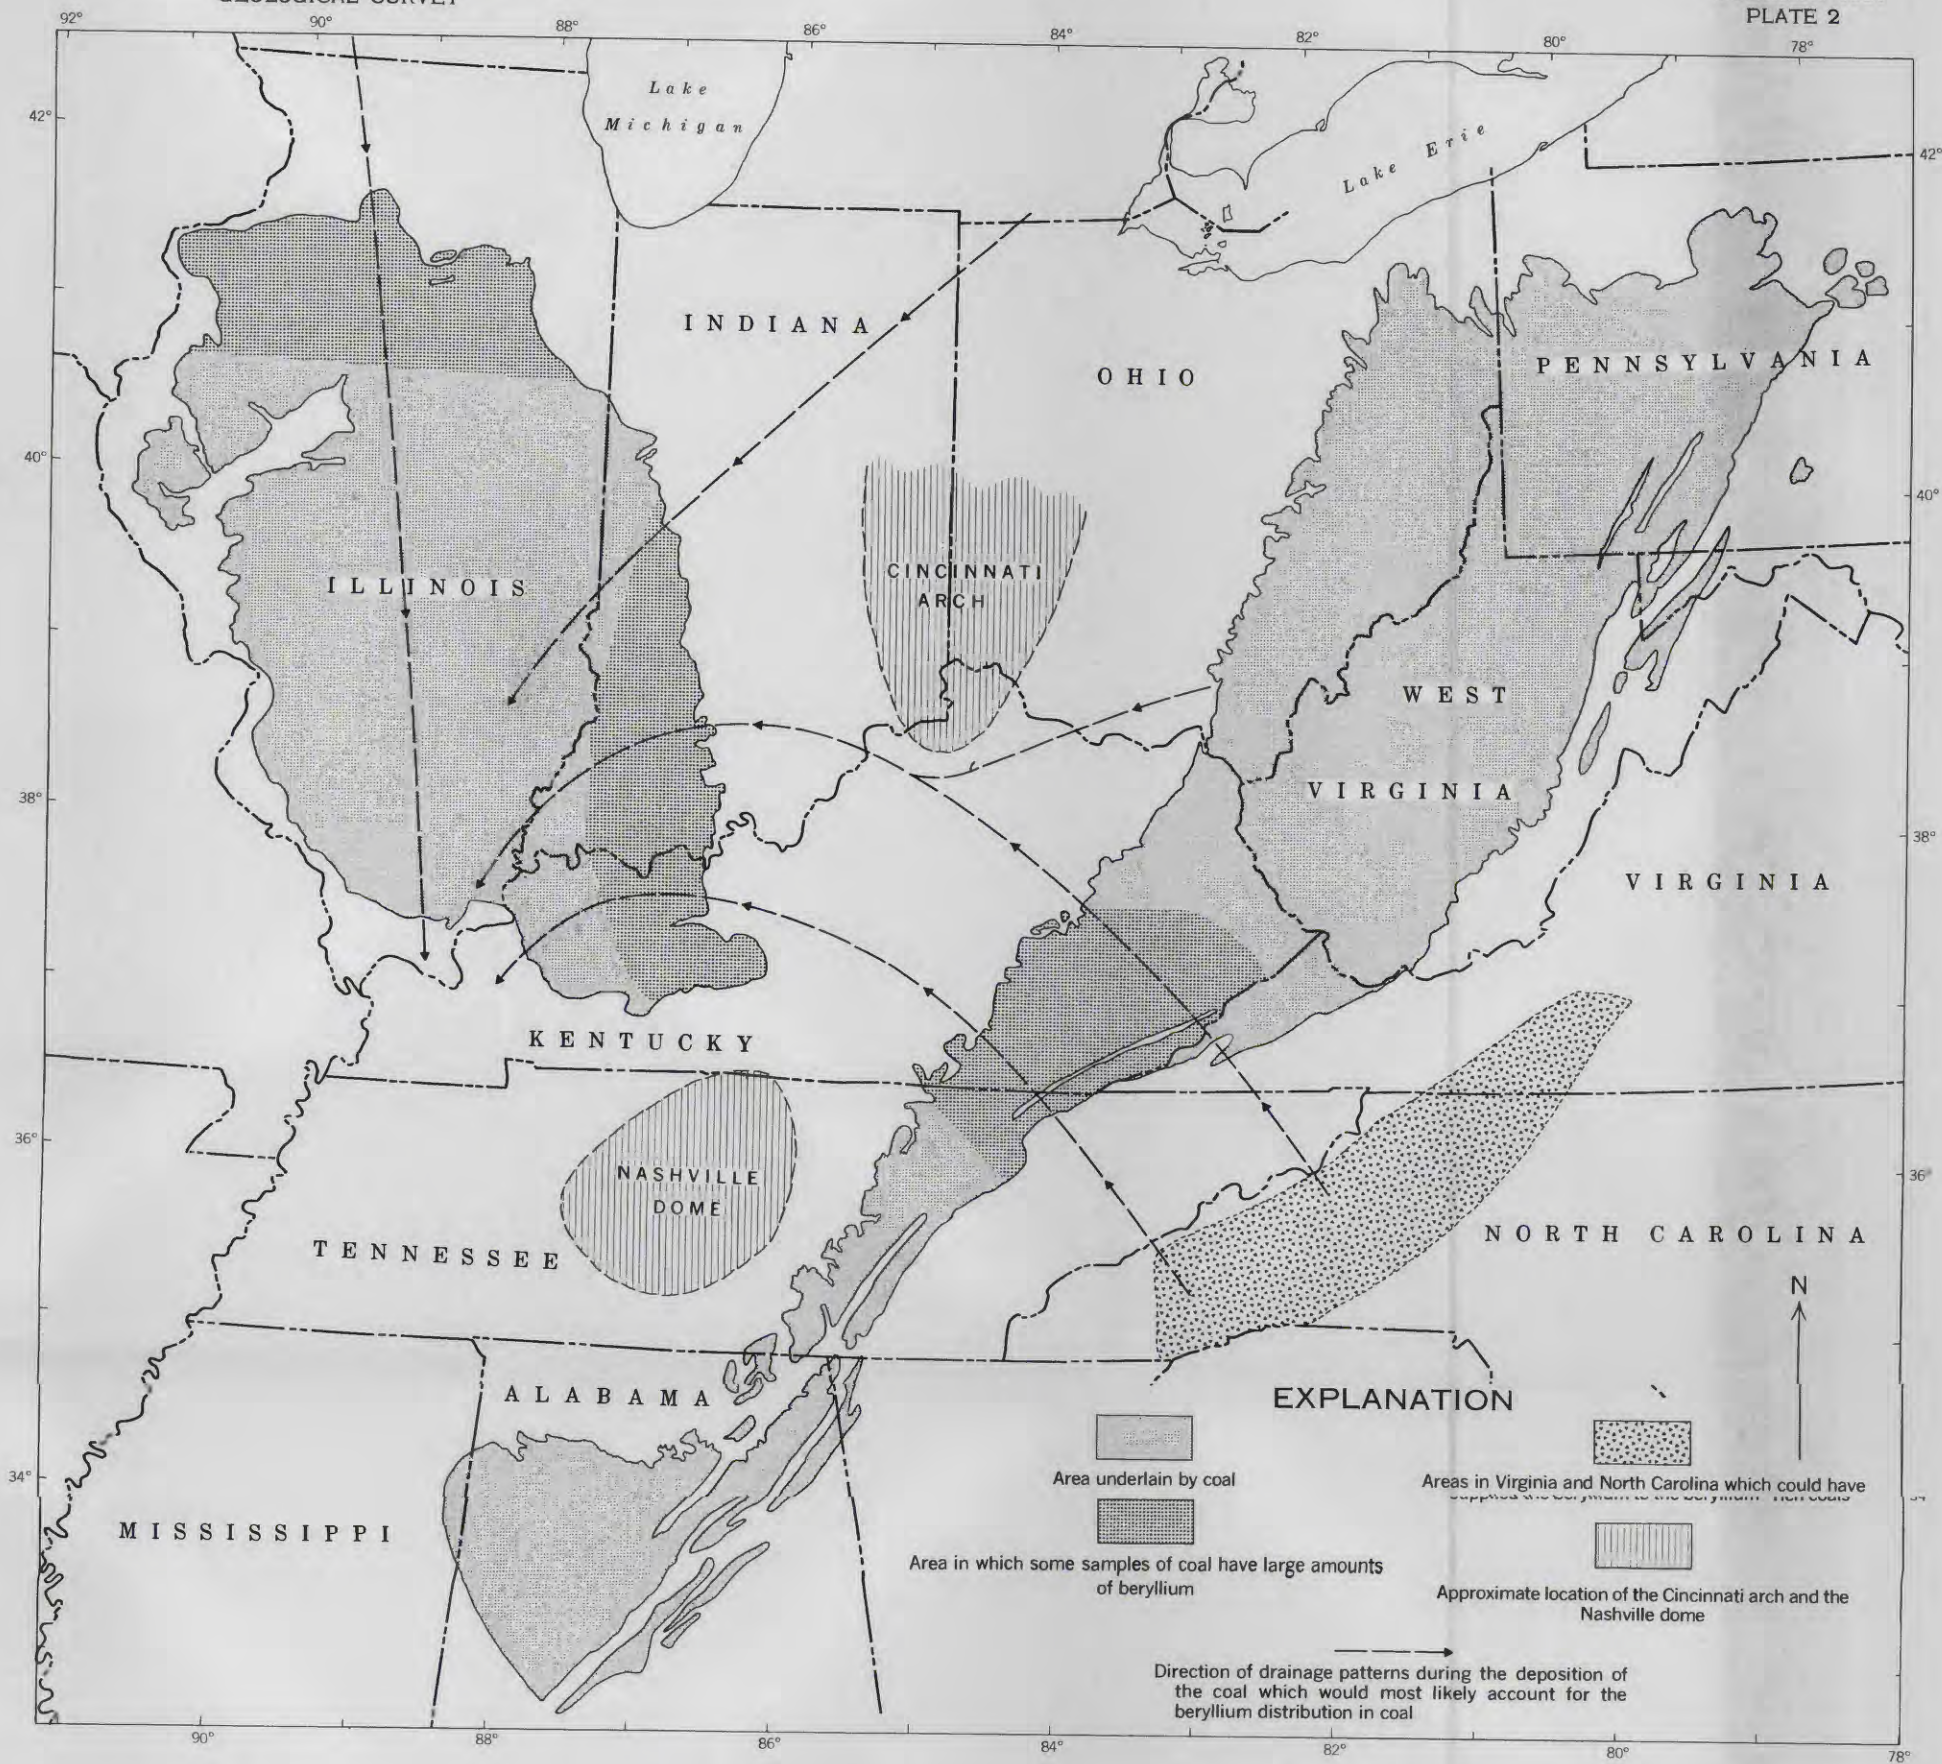 GEOLOGICAL SURVEY
PLATE 2
92° 90° 88° 86° 84° 82° 80° 78°
Lake
Michigan
Lake Erie
42°
42°
INDIANA
OHIO
PENNSYLVANIA
40°
40°
ILLINOIS
CINCINNATI
ARCH
WEST
VIRGINIA
38°
38°
VIRGINIA
KENTUCKY
36°
36°
NASHVILLE
DOME
TENNESSEE
NORTH CAROLINA
N
ALABAMA
34°
MISSISSIPPI
EXPLANATION
Area underlain by coal
Area in which some samples of coal have large amounts
of beryllium
Areas in Virginia and North Carolina which could have
Approximate location of the Cincinnati arch and the
Nashville dome
Direction of drainage patterns during the deposition of
the coal which would most likely account for the
beryllium distribution in coal
90° 88° 86° 84° 82° 80° 78°